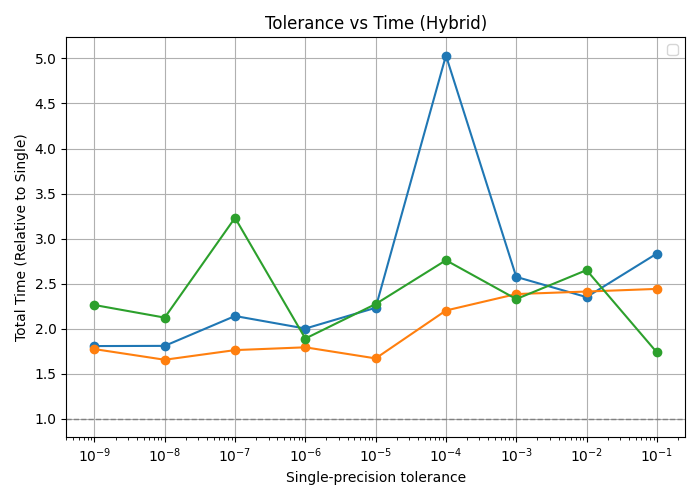 Tolerance vs Time (Hybrid)
Total Time (Relative to Single)
5.0
4.5
4.0
3.5
3.0
2.5
2.0
1.5
1.0
10⁻⁹ 10⁻⁸ 10⁻⁷ 10⁻⁶ 10⁻⁵ 10⁻⁴ 10⁻³ 10⁻² 10⁻¹
Single-precision tolerance